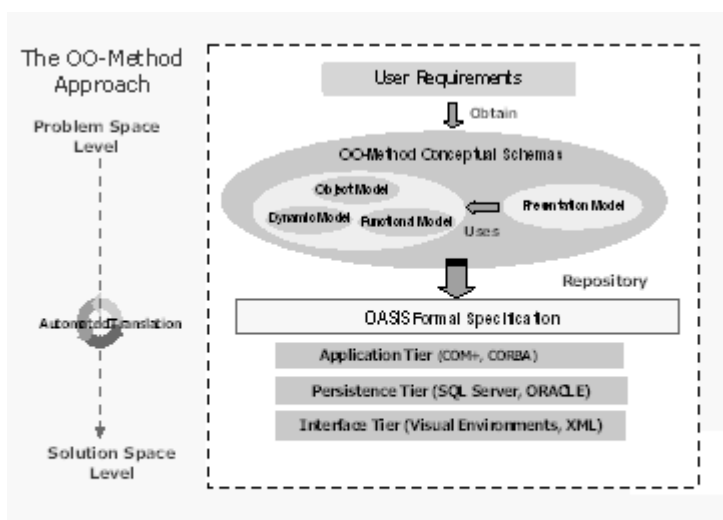 The OO-Method
Approach
Problem Space
Level
Automated Translation
Solution Space
Level
User Requirements
Obtain
OO-Method Conceptual Schemas
Object Model
Dynamic Model
Functional Model
Uses
Presentation Model
Repository
OASIS Formal Specification
Application Tier (COM+, CORBA)
Persistence Tier (SQL Server, ORACLE)
Interface Tier (Visual Environments, XML)